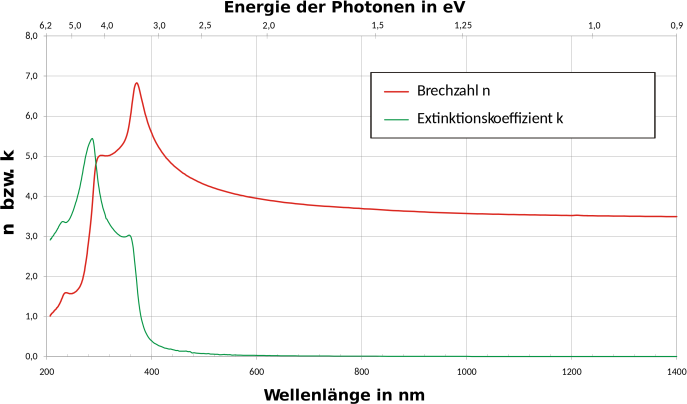 Energie der Photonen in eV
6,2 5,0 4,0 3,0 2,5 2,0 1,5 1,25 1,0 0,9
8,0
7,0
6,0
5,0
4,0
3,0
2,0
1,0
0,0
n bzw. k
Brechzahl n
Extinktionskoeffizient k
200 400 600 800 1000 1200 1400
Wellenlänge in nm